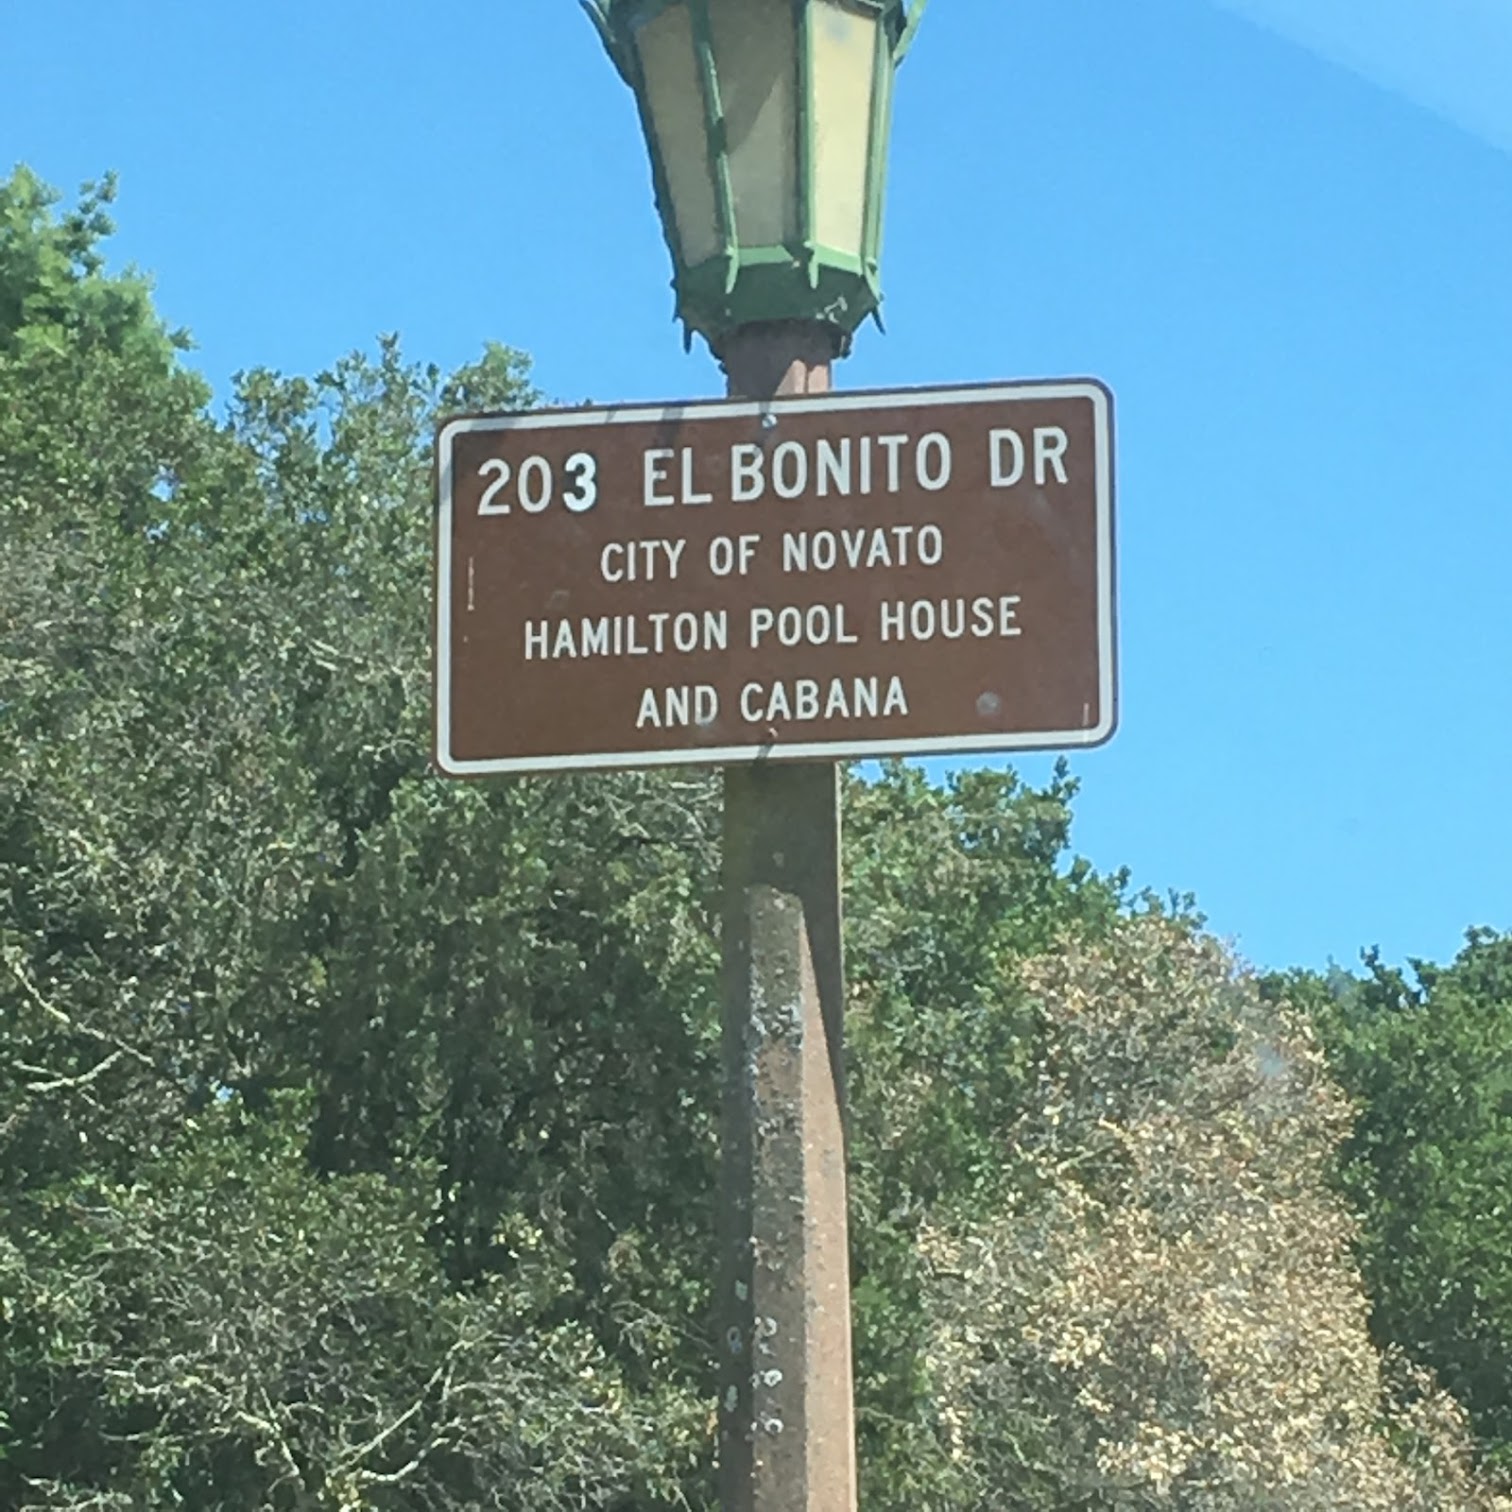 203 EL BONITO DR
CITY OF NOVATO
HAMILTON POOL HOUSE
AND CABANA